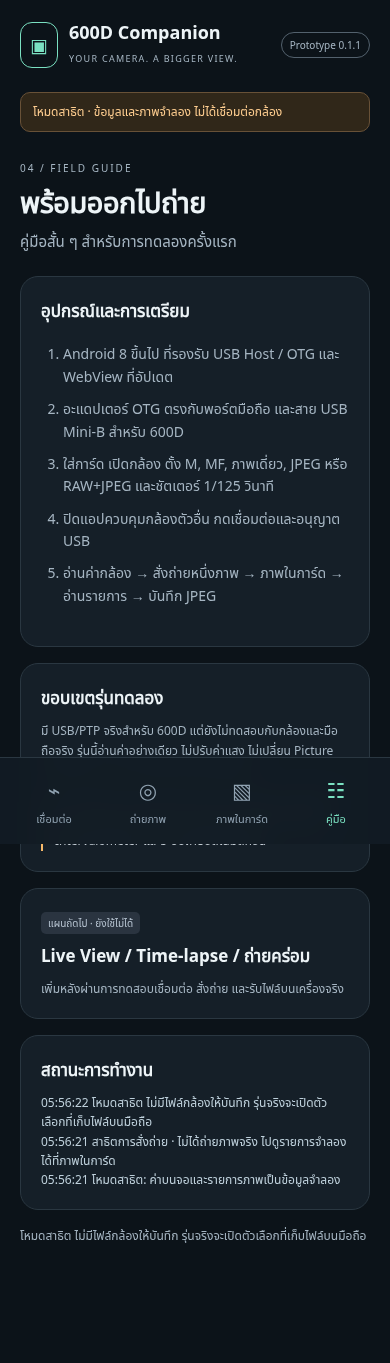 600D Companion
YOUR CAMERA. A BIGGER VIEW.
Prototype 0.1.1
โหมดสาธิต · ข้อมูลและภาพจำลอง ไม่ได้เชื่อมต่อกล้อง
04 / FIELD GUIDE
พร้อมออกไปถ่าย
คู่มือสั้น ๆ สำหรับการทดลองครั้งแรก
อุปกรณ์และการเตรียม
1. Android 8 ขึ้นไป ที่รองรับ USB Host / OTG และ
WebView ที่อัปเดต
2. อะแดปเตอร์ OTG ตรงกับพอร์ตมือถือ และสาย USB
Mini-B สำหรับ 600D
3. ใส่การ์ด เปิดกล้อง ตั้ง M, MF, ภาพเดี่ยว, JPEG หรือ
RAW+JPEG และชัตเตอร์ 1/125 วินาที
4. ปิดแอปควบคุมกล้องตัวอื่น กดเชื่อมต่อและอนุญาต
USB
5. อ่านค่ากล้อง → สั่งถ่ายหนึ่งภาพ → ภาพในการ์ด →
อ่านรายการ → บันทึก JPEG
ขอบเขตรุ่นทดลอง
มี USB/PTP จริงสำหรับ 600D แต่ยังไม่ทดสอบกับกล้องและมือ
ถือจริง รุ่นนี้อ่านค่าอย่างเดียว ไม่ปรับค่าแสง ไม่เปลี่ยน Picture
เชื่อมต่อ
ถ่ายภาพ
ภาพในการ์ด
คู่มือ
แผนถัดไป · ยังใช้ไม่ได้
Live View / Time-lapse / ถ่ายคร่อม
เพิ่มหลังผ่านการทดสอบเชื่อมต่อ สั่งถ่าย และรับไฟล์บนเครื่องจริง
สถานะการทำงาน
05:56:22 โหมดสาธิต ไม่มีไฟล์กล้องให้บันทึก รุ่นจริงจะเปิดตัว
เลือกที่เก็บไฟล์บนมือถือ
05:56:21 สาธิตการสั่งถ่าย · ไม่ได้ถ่ายภาพจริง ไปดูรายการจำลอง
ได้ที่ภาพในการ์ด
05:56:21 โหมดสาธิต: ค่าบนจอและรายการภาพเป็นข้อมูลจำลอง
โหมดสาธิต ไม่มีไฟล์กล้องให้บันทึก รุ่นจริงจะเปิดตัวเลือกที่เก็บไฟล์บนมือถือ